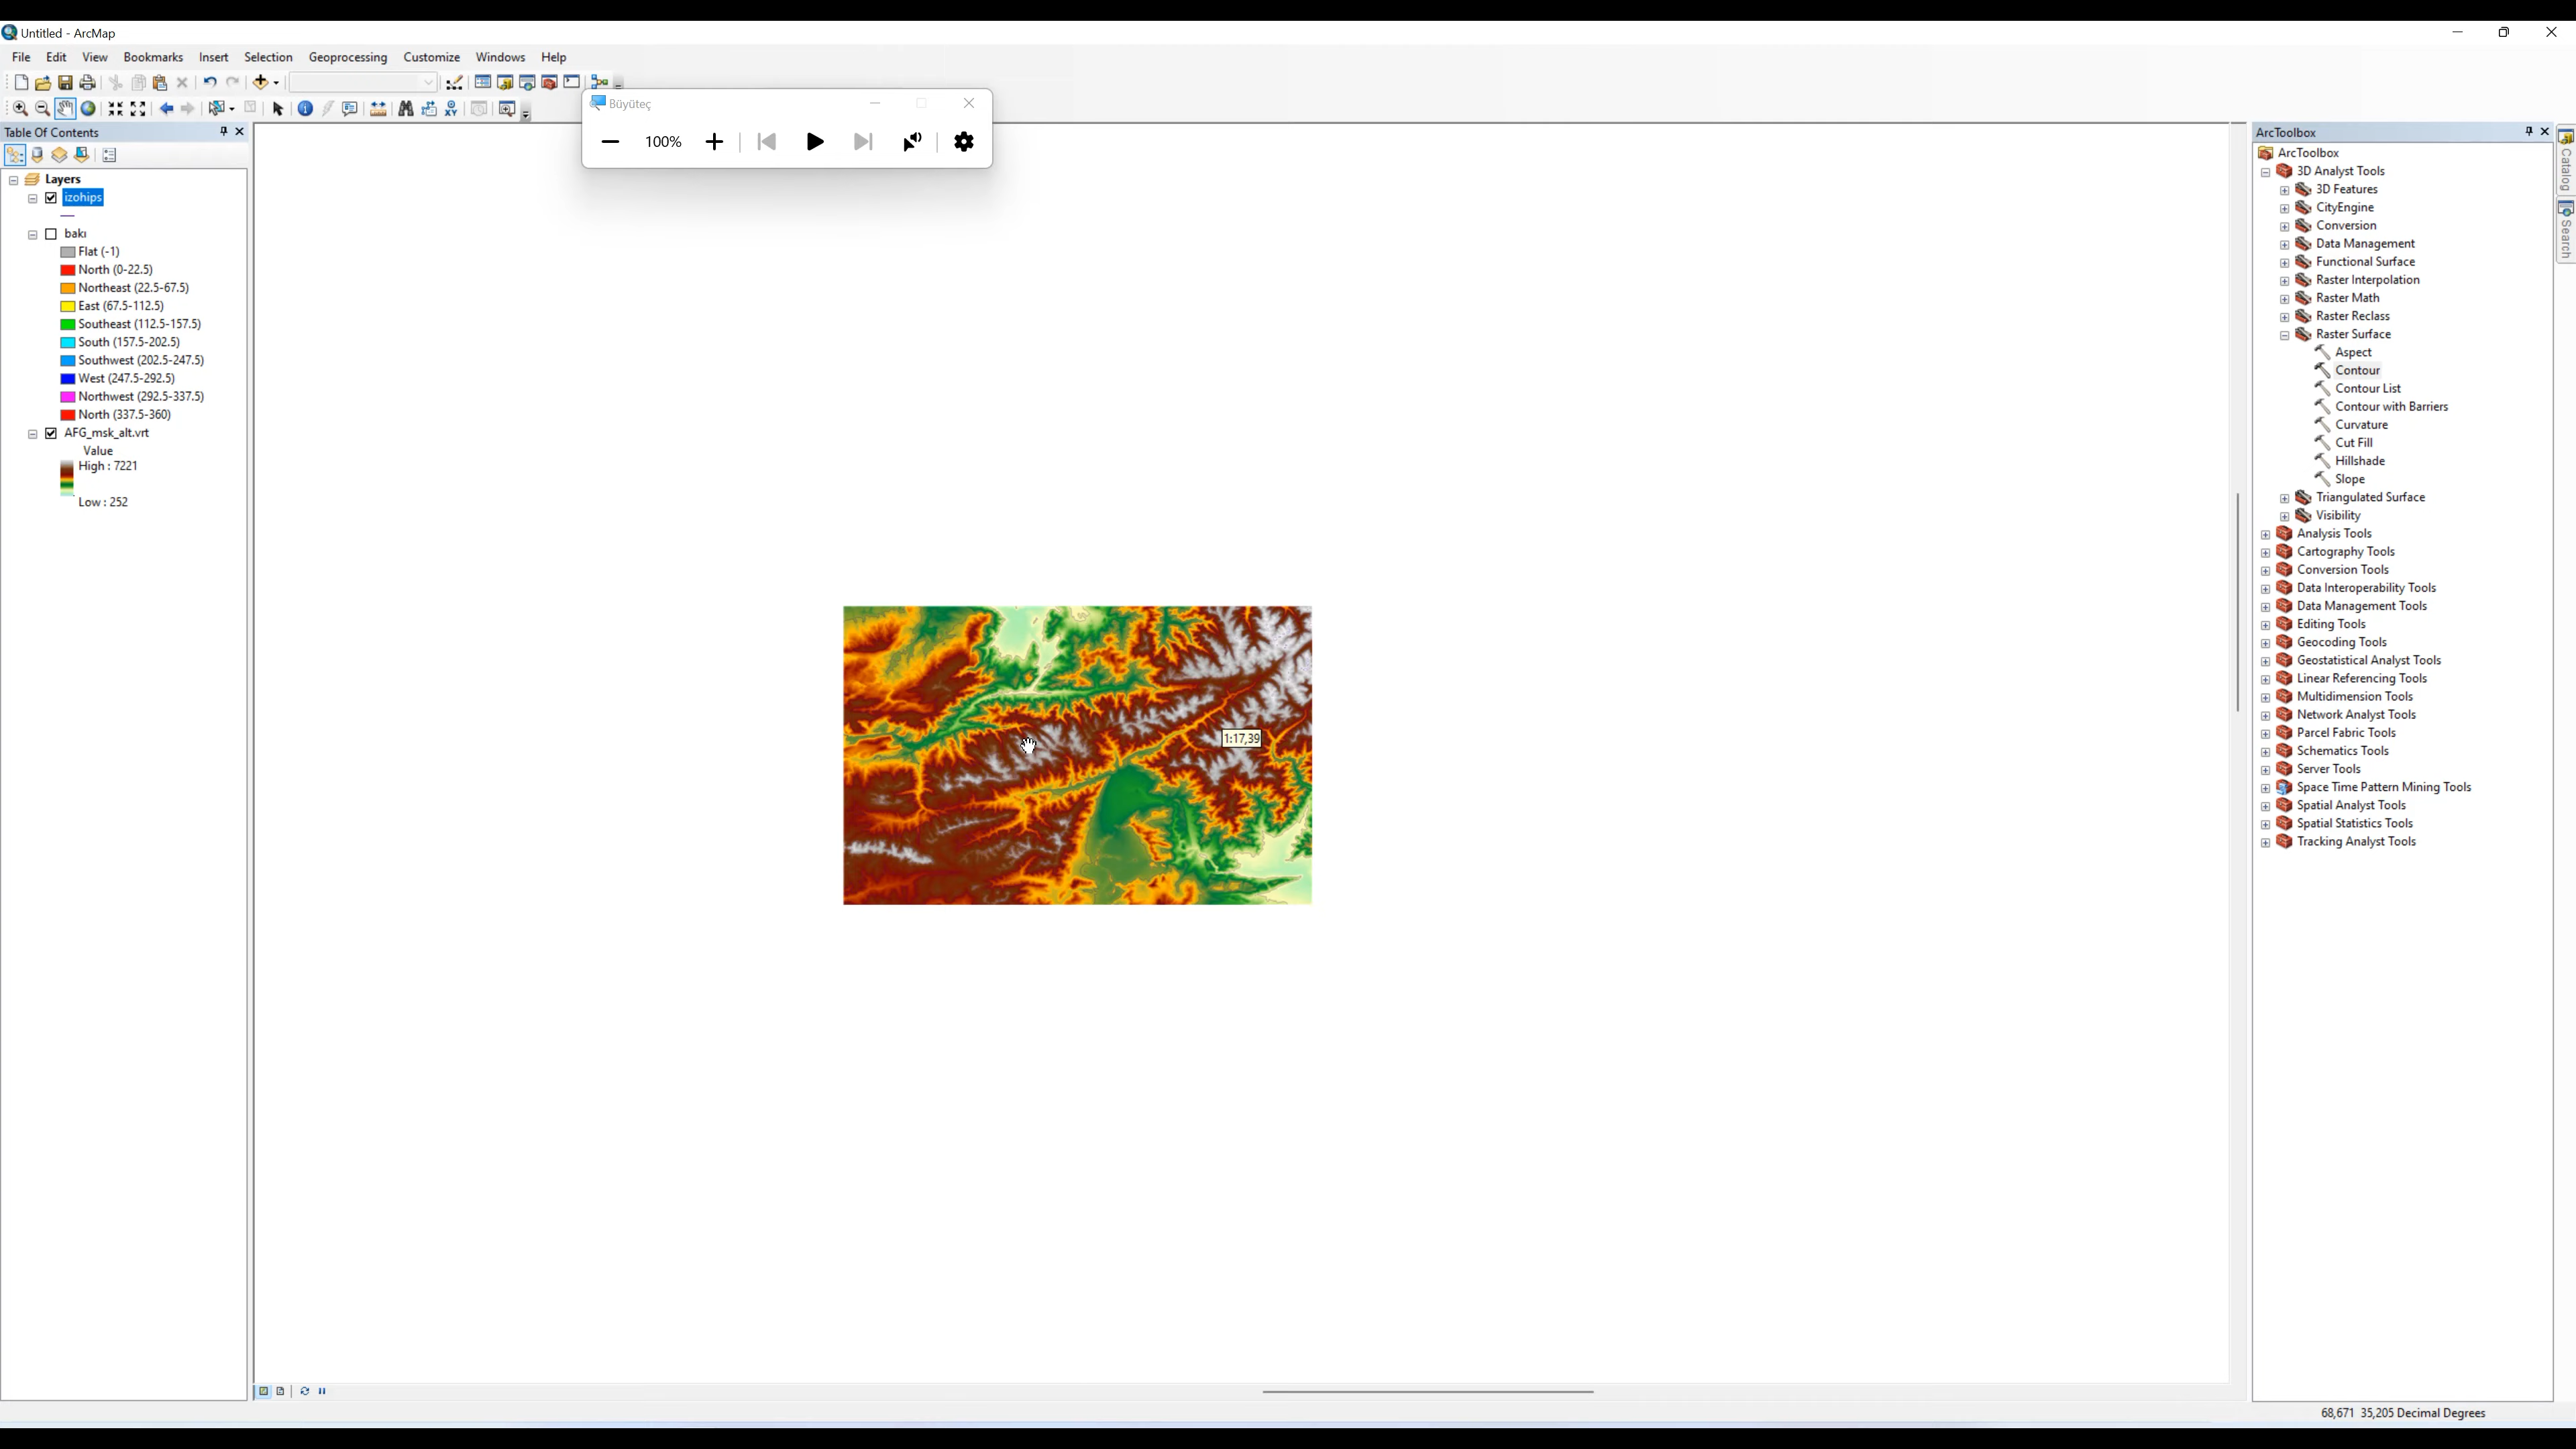 Untitled - ArcMap
File Edit View Bookmarks Insert Selection Geoprocessing Customize Windows Help
Büyüteç
100%
Table Of Contents
Layers
izohips
bakı
Flat (-1)
North (0-22.5)
Northeast (22.5-67.5)
East (67.5-112.5)
Southeast (112.5-157.5)
South (157.5-202.5)
Southwest (202.5-247.5)
West (247.5-292.5)
Northwest (292.5-337.5)
North (337.5-360)
AFG_msk_alt.vrt
Value
High : 7221
Low : 252
1:17,39
ArcToolbox
ArcToolbox
3D Analyst Tools
3D Features
CityEngine
Conversion
Data Management
Functional Surface
Raster Interpolation
Raster Math
Raster Reclass
Raster Surface
Aspect
Contour
Contour List
Contour with Barriers
Curvature
Cut Fill
Hillshade
Slope
Triangulated Surface
Visibility
Analysis Tools
Cartography Tools
Conversion Tools
Data Interoperability Tools
Data Management Tools
Editing Tools
Geocoding Tools
Geostatistical Analyst Tools
Linear Referencing Tools
Multidimension Tools
Network Analyst Tools
Parcel Fabric Tools
Schematics Tools
Server Tools
Space Time Pattern Mining Tools
Spatial Analyst Tools
Spatial Statistics Tools
Tracking Analyst Tools
Catalog
Search
68,671 35,205 Decimal Degrees